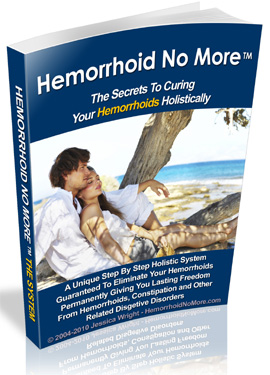 Hemorrhoid No More™
The Secrets To Curing
Your Hemorrhoids Holistically
HEMORRHOID NO MORE™ THE SYSTEM
A Unique Step By Step Holistic System
Guaranteed To Eliminate Your Hemorrhoids
Permanently Giving You Lasting Freedom
From Hemorrhoids, Constipation and Other
Related Disgetive Disorders
© 2004-2010 Jessica Wright - HemorrhoidNoMore.com